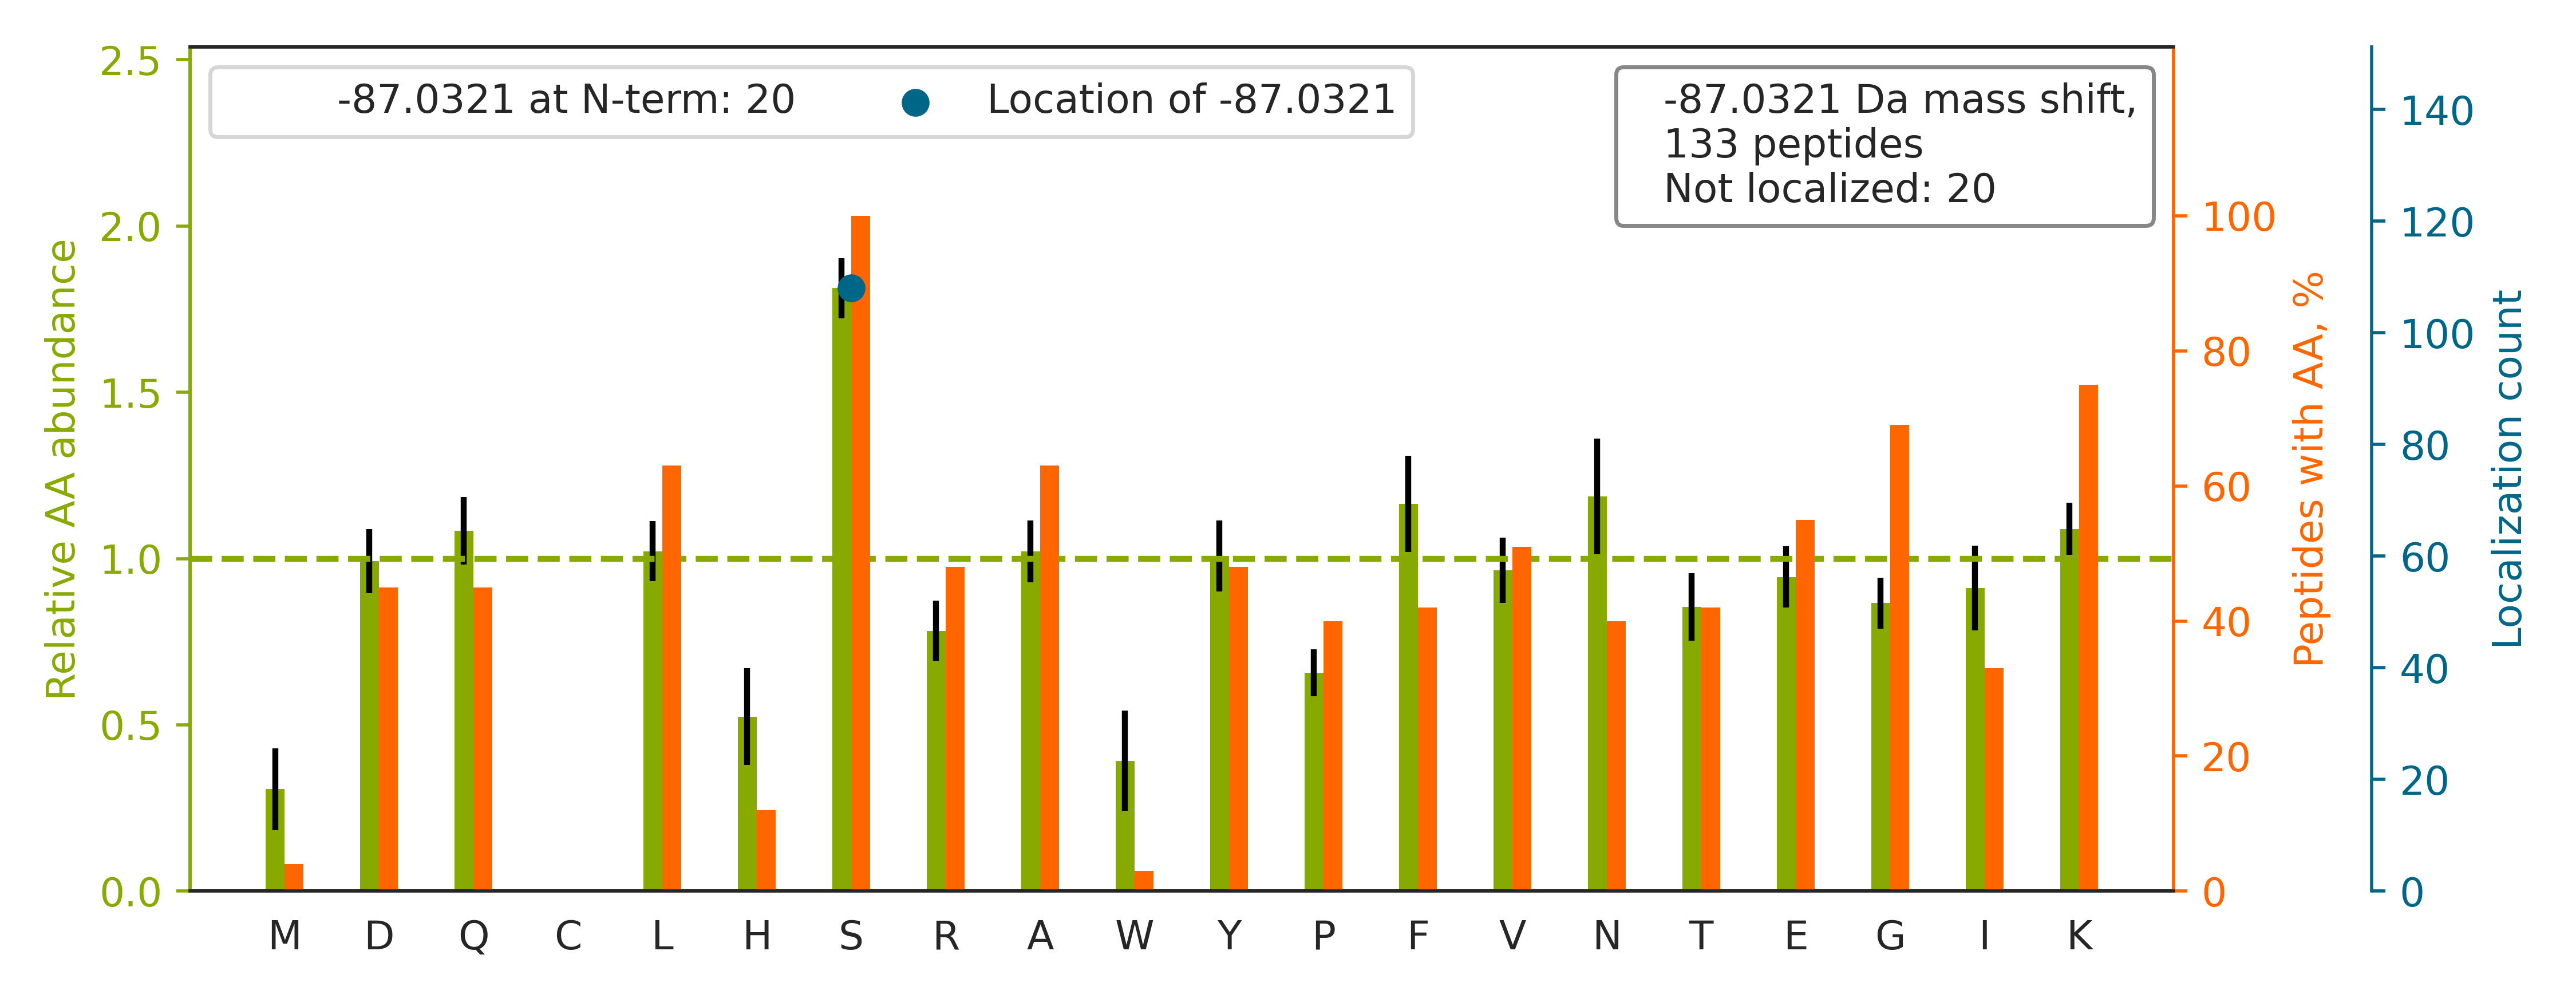 -87.0321 at N-term: 20
Location of -87.0321
-87.0321 Da mass shift,
133 peptides
Not localized: 20
Relative AA abundance
2.5
2.0
1.5
1.0
0.5
0.0
M D Q C L H S R A W Y P F V N T E G I K
100
80
60
40
20
0
Peptides with AA, %
140
120
100
80
60
40
20
0
Localization count